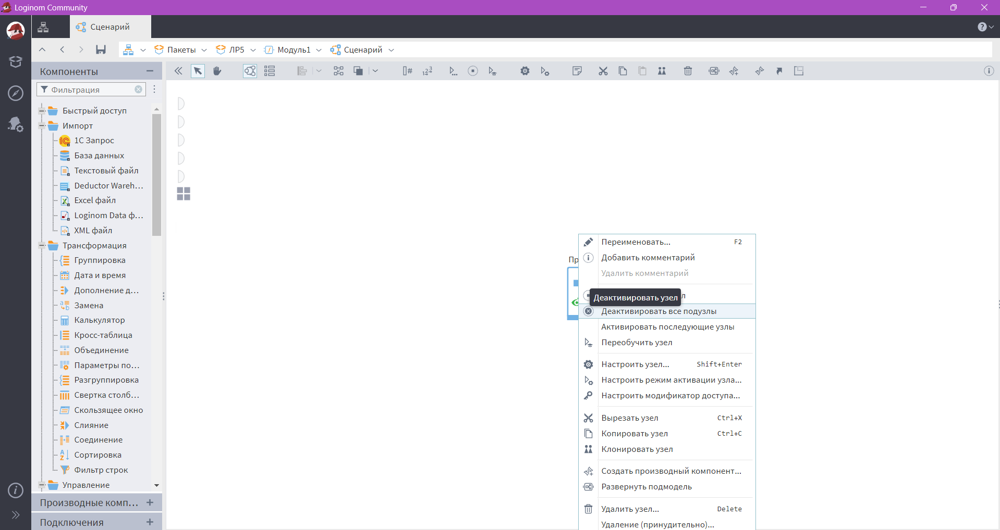 Loginom Community
Сценарий
Пакеты
ЛР5
Модуль1
Сценарий
Компоненты
Фильтрация
Быстрый доступ
Импорт
1С Запрос
База данных
Текстовый файл
Deductor Wareh...
Excel файл
Loginom Data ф...
XML файл
Трансформация
Группировка
Дата и время
Дополнение д...
Замена
Калькулятор
Кросс-таблица
Объединение
Параметры по...
Разгруппировка
Свертка столб...
Скользящее окно
Слияние
Соединение
Сортировка
Фильтр строк
Управление
Производные комп...
Подключения
Пр
Переименовать... F2
Добавить комментарий
Удалить комментарий
Деактивировать узел
Деактивировать все подузлы
Активировать последующие узлы
Переобучить узел
Настроить узел... Shift+Enter
Настроить режим активации узла...
Настроить модификатор доступа...
Вырезать узел Ctrl+X
Копировать узел Ctrl+C
Клонировать узел
Создать производный компонент...
Развернуть подмодель
Удалить узел... Delete
Удаление (принудительно)...